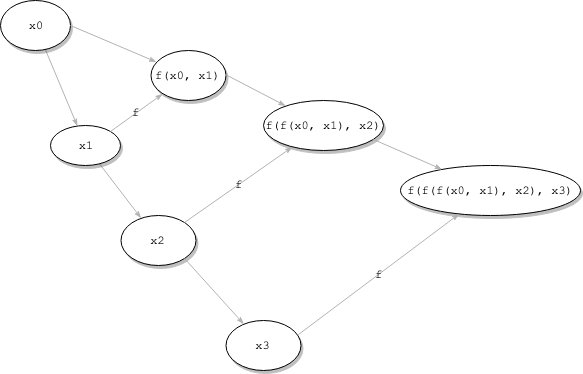 x0
f(x0, x1)
f
x1
f(f(x0, x1), x2)
f
f(f(f(x0, x1), x2), x3)
x2
f
x3